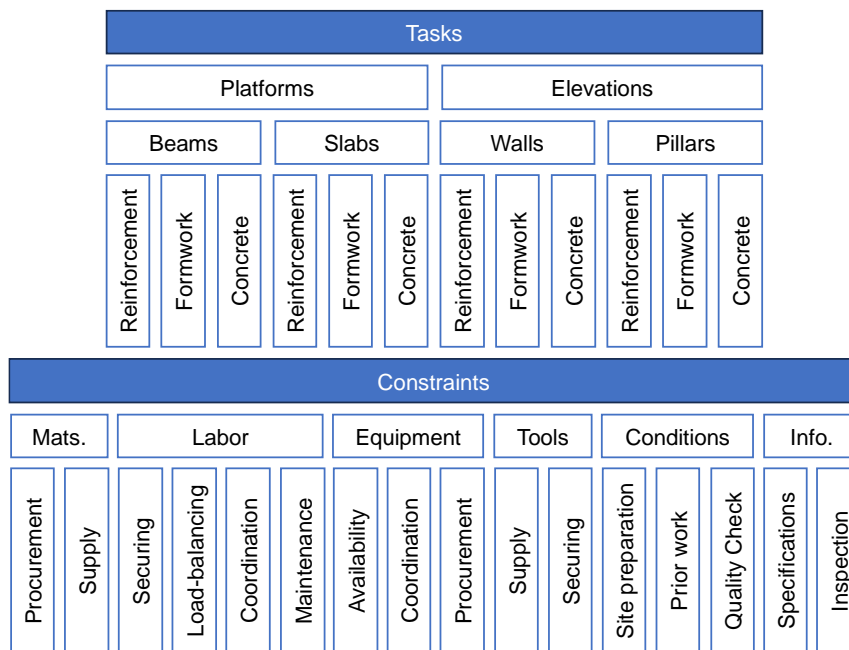 Tasks
Platforms
Elevations
Beams
Slabs
Walls
Pillars
Reinforcement
Formwork
Concrete
Reinforcement
Formwork
Concrete
Reinforcement
Formwork
Concrete
Reinforcement
Formwork
Concrete
Constraints
Mats.
Labor
Equipment
Tools
Conditions
Info.
Procurement
Supply
Securing
Load-balancing
Coordination
Maintenance
Availability
Coordination
Procurement
Supply
Securing
Site preparation
Prior work
Quality Check
Specifications
Inspection